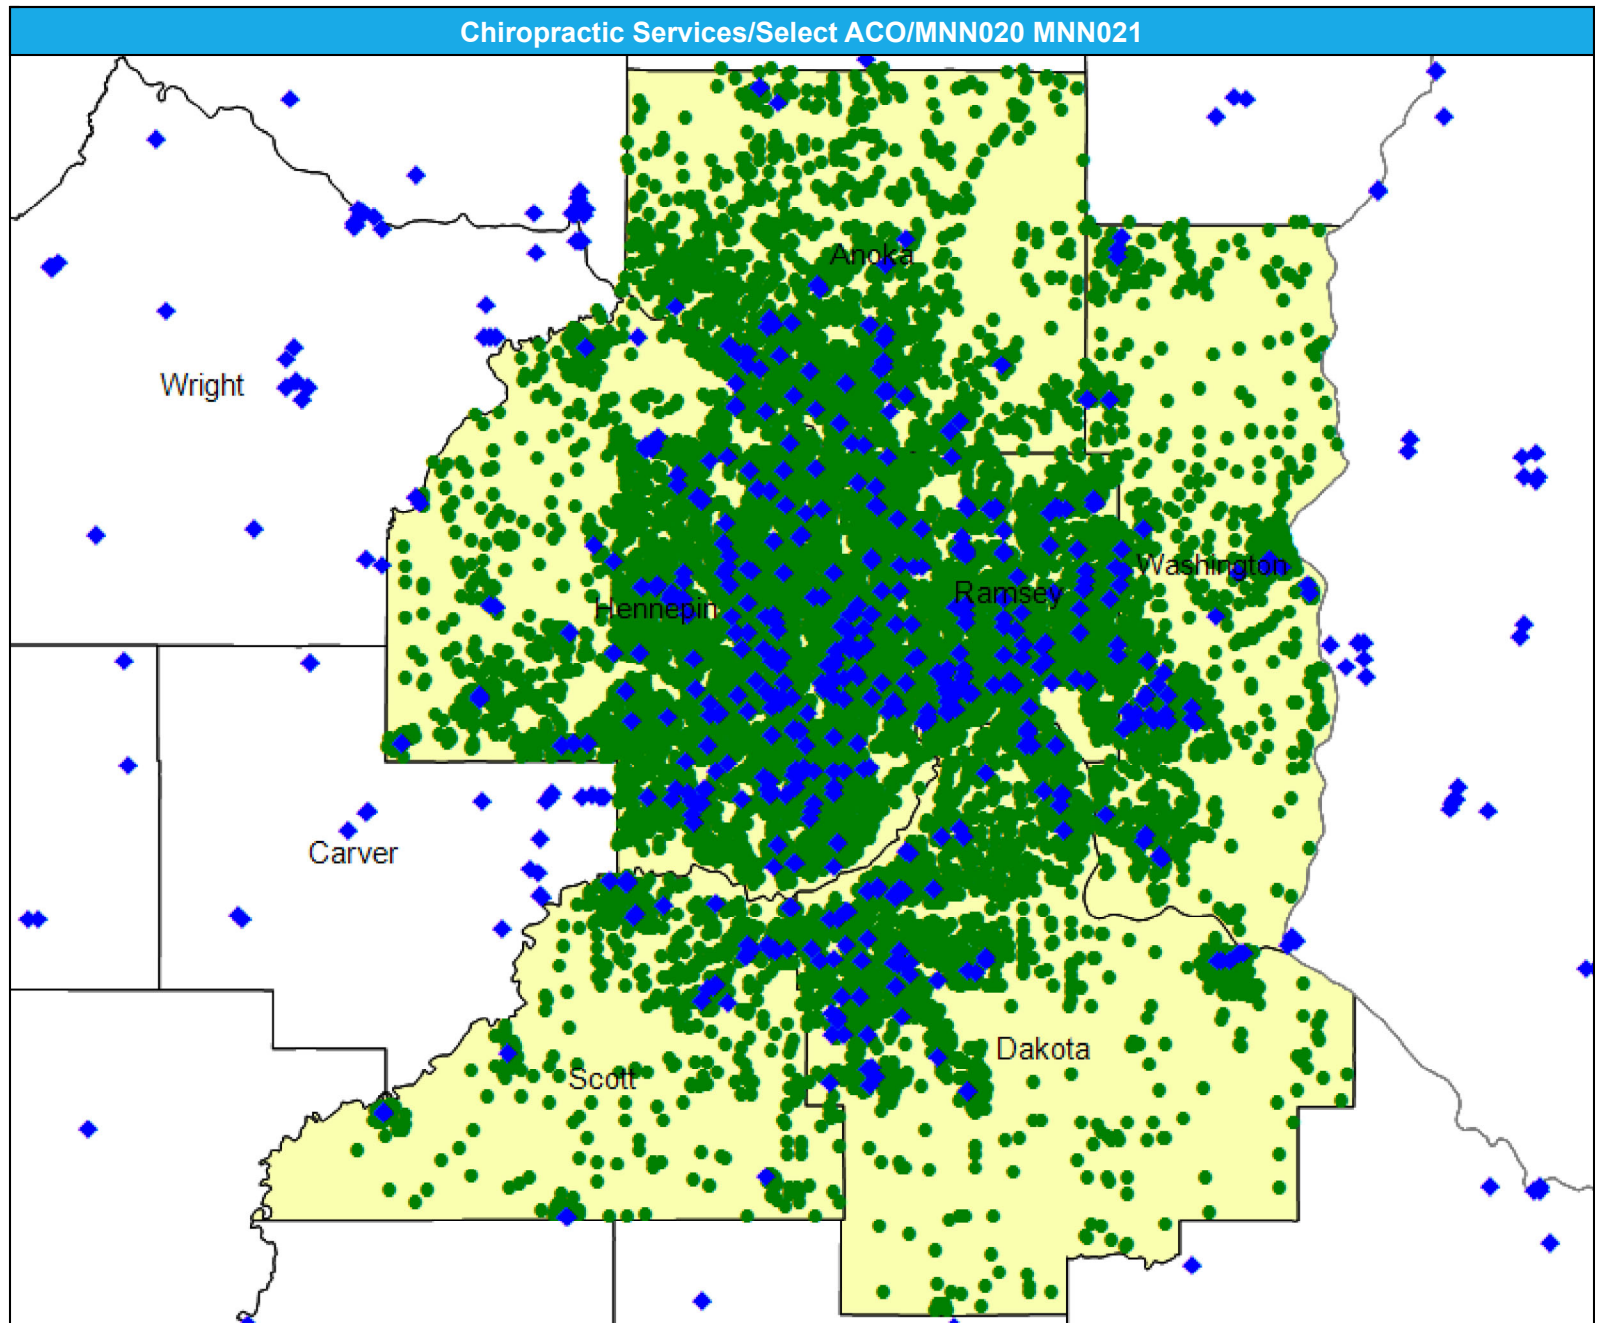 Chiropractic Services/Select ACO/MNN020 MNN021
Anoka
Wright
Washington
Ramsey
Hennepin
Carver
Dakota
Scott